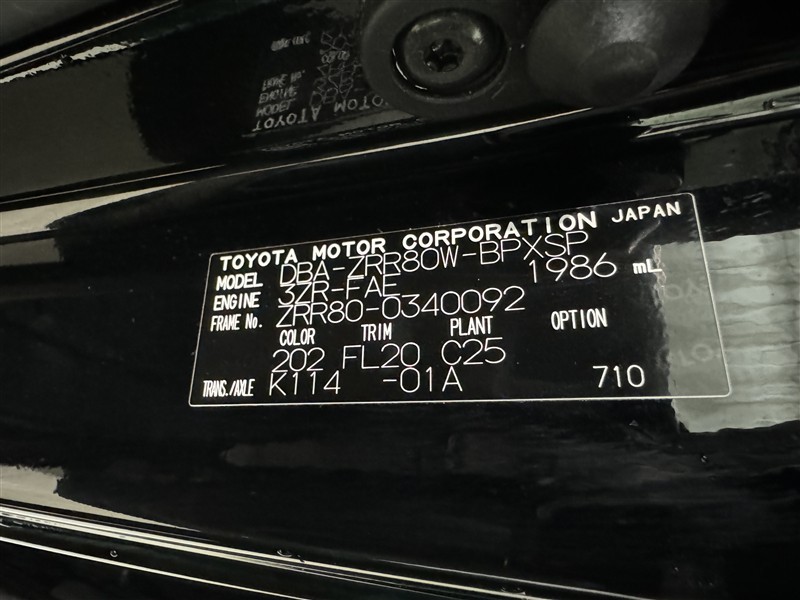 TOYOTA MOTOR CORPORATION JAPAN
MODEL DBA-ZRR80W-BPXSP
ENGINE 3ZR-FAE 1986 mL
FRAME No. ZRR80-0340092
COLOR TRIM PLANT OPTION
202 FL20 C25
TRANS./AXLE K114 -01A 710